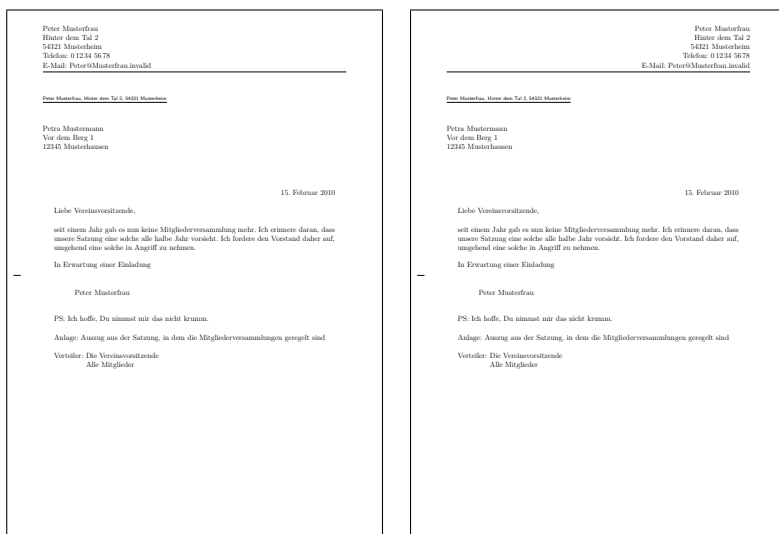 Peter Musterfrau
Hinter dem Tal 2
54321 Musterheim
Telefon: 0 12 34 56 78
E-Mail: Peter@Musterfrau.invalid
Peter Musterfrau, Hinter dem Tal 2, 54321 Musterheim
Petra Mustermann
Vor dem Berg 1
12345 Musterhausen
15. Februar 2010
Liebe Vereinsvorsitzende,
seit einem Jahr gab es nun keine Mitgliederversammlung mehr. Ich erinnere daran, dass
unsere Satzung eine solche alle halbe Jahr vorsieht. Ich fordere den Vorstand daher auf,
umgehend eine solche in Angriff zu nehmen.
In Erwartung einer Einladung
Peter Musterfrau
PS: Ich hoffe, Du nimmst mir das nicht krumm.
Anlage: Auszug aus der Satzung, in dem die Mitgliederversammlungen geregelt sind
Verteiler: Die Vereinsvorsitzende
Alle Mitglieder
Peter Musterfrau
Hinter dem Tal 2
54321 Musterheim
Telefon: 0 12 34 56 78
E-Mail: Peter@Musterfrau.invalid
Peter Musterfrau, Hinter dem Tal 2, 54321 Musterheim
Petra Mustermann
Vor dem Berg 1
12345 Musterhausen
15. Februar 2010
Liebe Vereinsvorsitzende,
seit einem Jahr gab es nun keine Mitgliederversammlung mehr. Ich erinnere daran, dass
unsere Satzung eine solche alle halbe Jahr vorsieht. Ich fordere den Vorstand daher auf,
umgehend eine solche in Angriff zu nehmen.
In Erwartung einer Einladung
Peter Musterfrau
PS: Ich hoffe, Du nimmst mir das nicht krumm.
Anlage: Auszug aus der Satzung, in dem die Mitgliederversammlungen geregelt sind
Verteiler: Die Vereinsvorsitzende
Alle Mitglieder